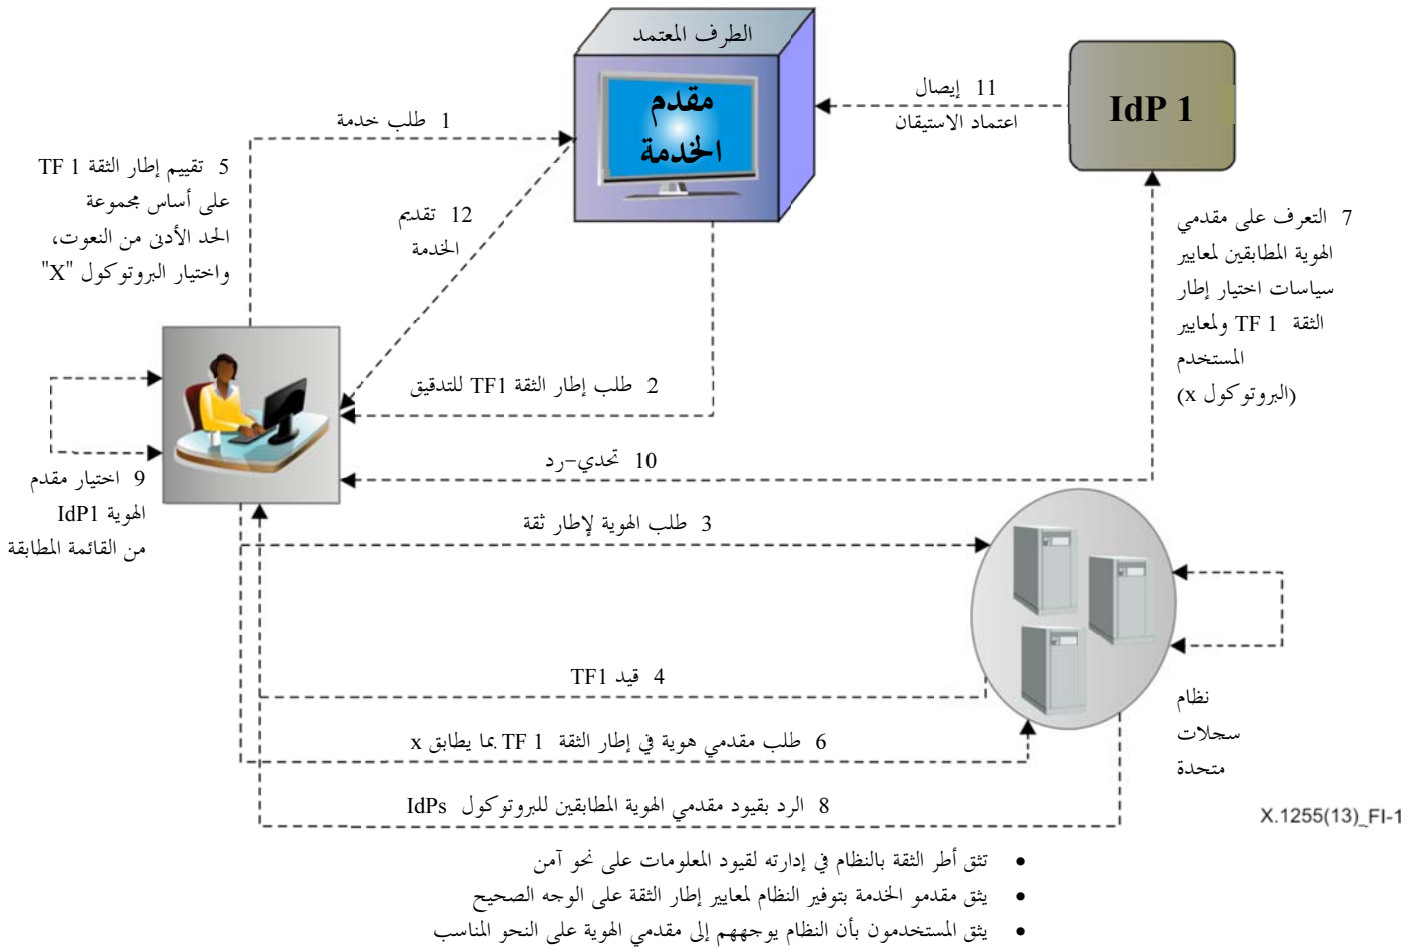 الطرف المعتمد
مقدم
الخدمة
IdP 1
11 إيصال
اعتماد الاستيقان
1 طلب خدمة
5 تقييم إطار الثقة TF 1
على أساس مجموعة
الحد الأدنى من النعوت،
واختيار البروتوكول "X"
12 تقديم
الخدمة
7 التعرف على مقدمي
الهوية المطابقين لمعايير
سياسات اختيار إطار
الثقة TF 1 ولمعايير
المستخدم
(البروتوكول x)
2 طلب إطار الثقة TF1 للتدقيق
10 تحدي-رد
9 اختيار مقدم
الهوية IdP1
من القائمة المطابقة
3 طلب الهوية لإطار ثقة
4 قيد TF1
نظام
سجلات
متحدة
6 طلب مقدمي هوية في إطار الثقة TF 1 بما يطابق x
8 الرد بقيود مقدمي الهوية المطابقين للبروتوكول IdPs
X.1255(13)_FI-1
• تثق أطر الثقة بالنظام في إدارته لقيود المعلومات على نحو آمن
• يثق مقدمو الخدمة بتوفير النظام لمعايير إطار الثقة على الوجه الصحيح
• يثق المستخدمون بأن النظام يوجههم إلى مقدمي الهوية على النحو المناسب